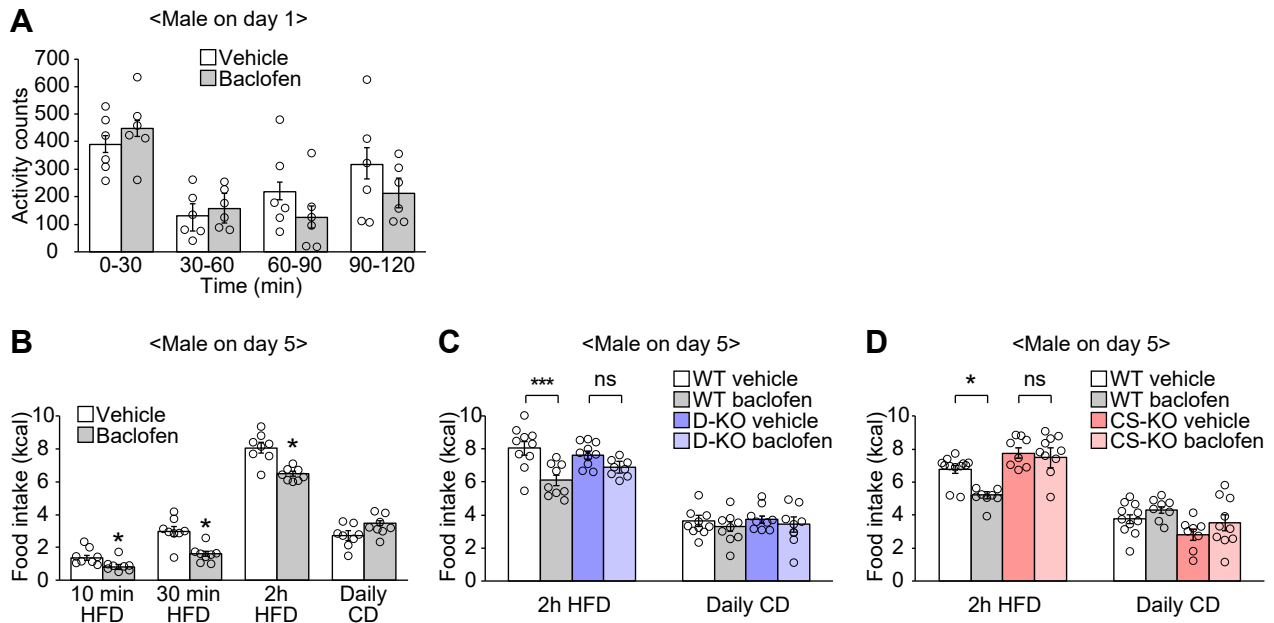 A
<Male on day 1>
Vehicle
Baclofen
Activity counts
700
600
500
400
300
200
100
0
0-30
30-60
60-90
90-120
Time (min)
B
<Male on day 5>
Vehicle
Baclofen
Food intake (kcal)
10
8
6
4
2
0
*
*
*
10 min
HFD
30 min
HFD
2h
HFD
Daily
CD
C
<Male on day 5>
WT vehicle
WT baclofen
D-KO vehicle
D-KO baclofen
***
ns
Food intake (kcal)
10
8
6
4
2
0
2h HFD
Daily CD
D
<Male on day 5>
WT vehicle
WT baclofen
CS-KO vehicle
CS-KO baclofen
*
ns
Food intake (kcal)
10
8
6
4
2
0
2h HFD
Daily CD